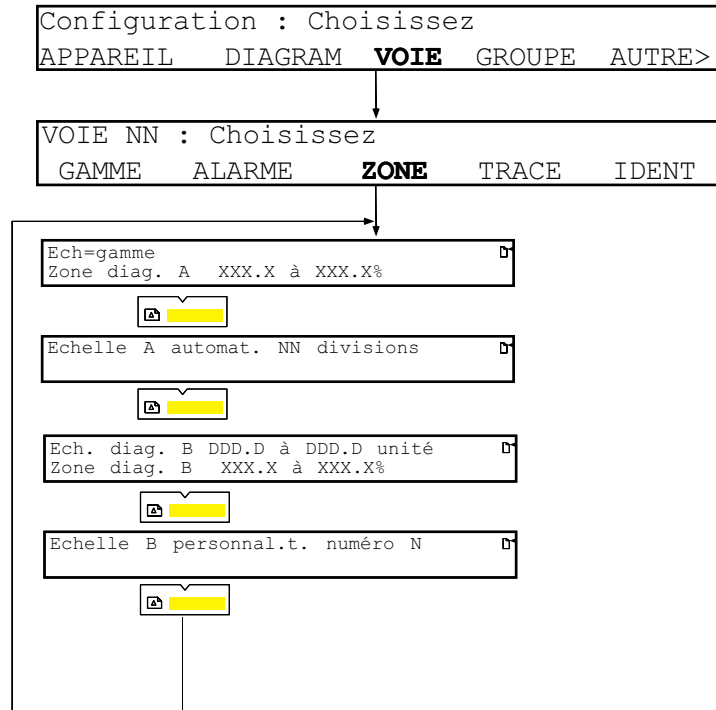 Configuration : Choisissez
APPAREIL DIAGRAM VOIE GROUPE AUTRE>
VOIE NN : Choisissez
GAMME ALARME ZONE TRACE IDENT
Ech=gamme
Zone diag. A XXX.X à XXX.X%
Echelle A automat. NN divisions
Ech. diag. B DDD.D à DDD.D unité
Zone diag. B XXX.X à XXX.X%
Echelle B personnal.t. numéro N